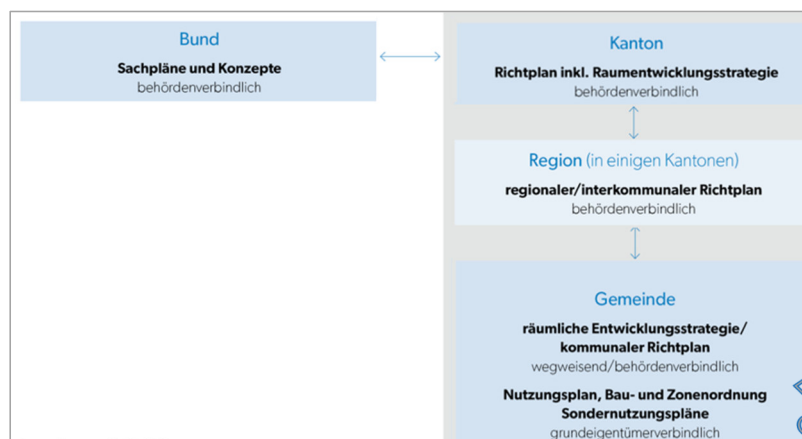 Bund
Sachpläne und Konzepte
behördenverbindlich
Kanton
Richtplan inkl. Raumentwicklungsstrategie
behördenverbindlich
Region (in einigen Kantonen)
regionaler/interkommunaler Richtplan
behördenverbindlich
Gemeinde
räumliche Entwicklungsstrategie/
kommunaler Richtplan
wegweisend/behördenverbindlich
Nutzungsplan, Bau- und Zonenordnung
Sondernutzungspläne
grundeigentümerverbindlich